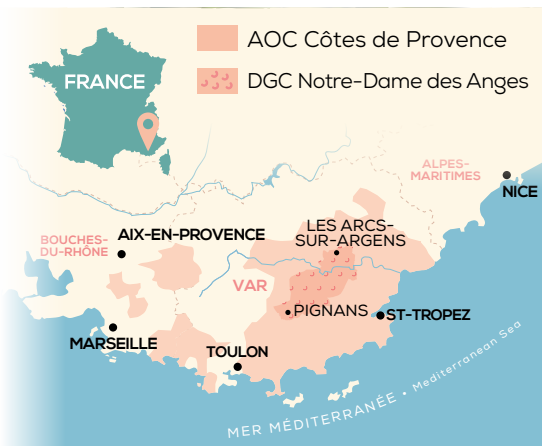 AOC Côtes de Provence
FRANCE
DGC Notre-Dame des Anges
ALPES-
MARITIMES
NICE
BOUCHES-
DU-RHÔNE
AIX-EN-PROVENCE
LES ARCS-
SUR-ARGENS
VAR
PIGNANS
ST-TROPEZ
MARSEILLE
TOULON
MER MÉDITERRANÉE • Mediterranean Sea